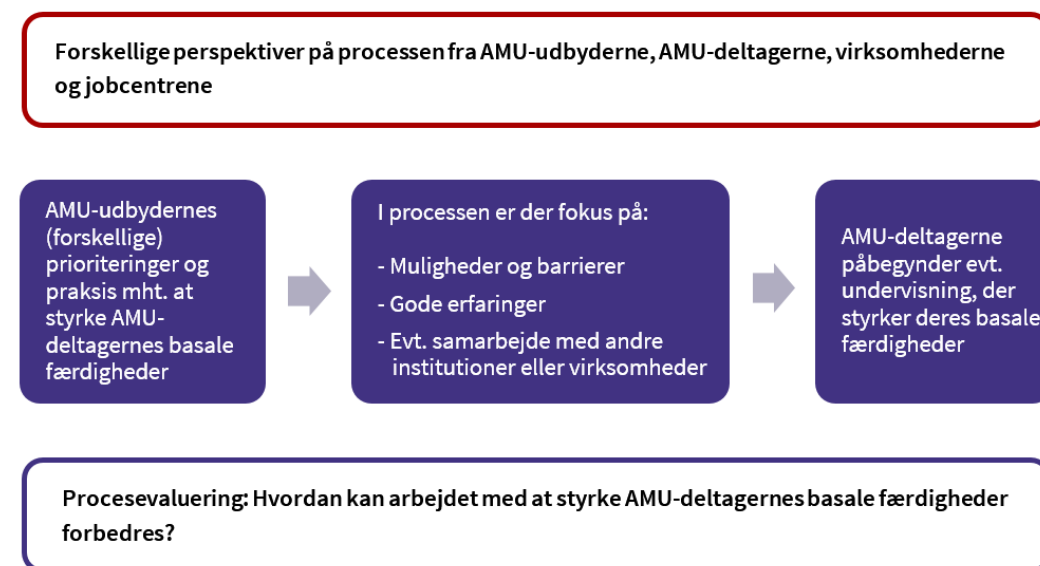 Forskellige perspektiver på processen fra AMU-udbyderne, AMU-deltagerne, virksomhederne
og jobcentrene
AMU-udbydernes
(forskellige)
prioriteringer og
praksis mht. at
styrke AMU-
deltagernes basale
færdigheder
I processen er der fokus på:
- Muligheder og barrierer
- Gode erfaringer
- Evt. samarbejde med andre
institutioner eller virksomheder
AMU-deltagerne
påbegynder evt.
undervisning, der
styrker deres basale
færdigheder
Procesevaluering: Hvordan kan arbejdet med at styrke AMU-deltagernes basale færdigheder
forbedres?